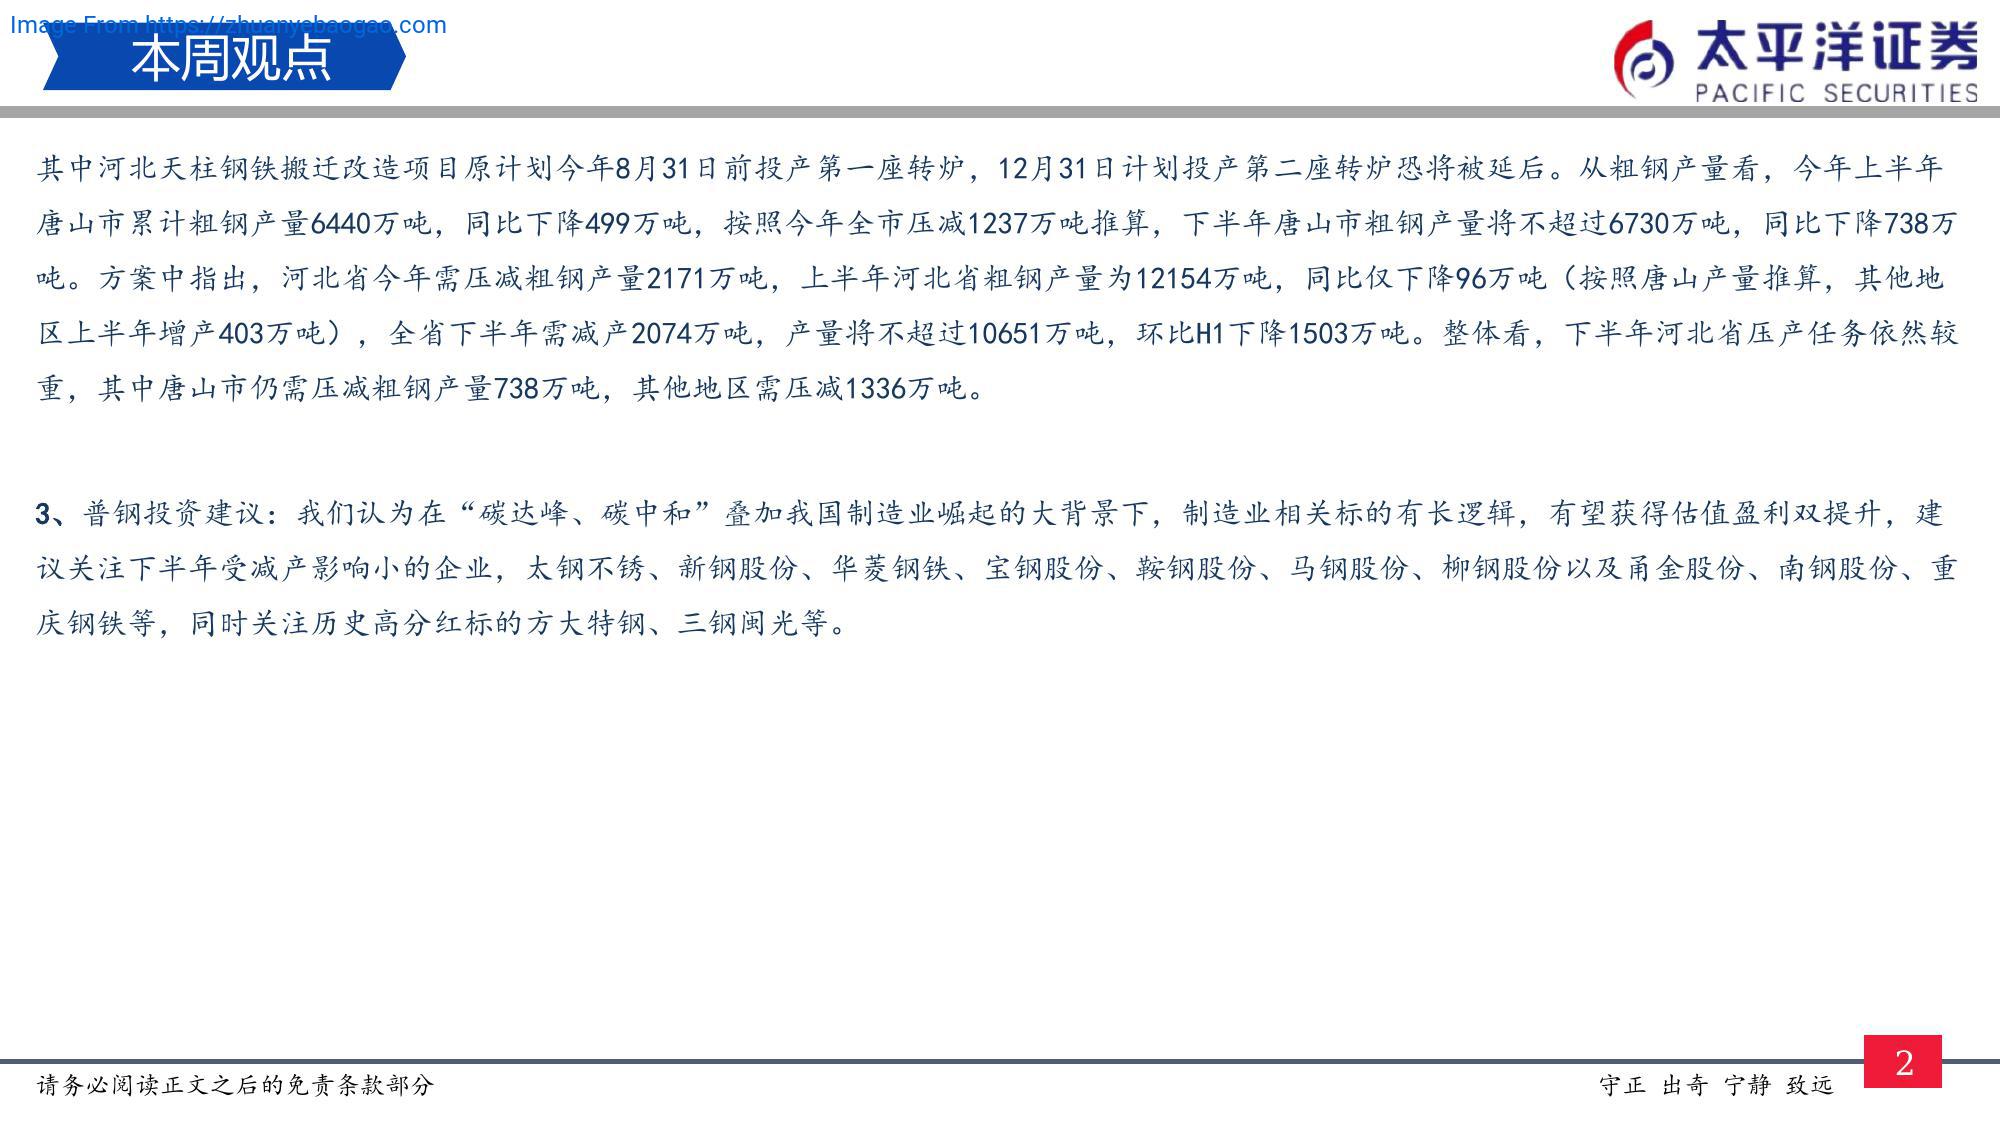 Image From https://zhuanyebaogao.com
本周观点
太平洋证券
PACIFIC SECURITIES
其中河北天柱钢铁搬迁改造项目原计划今年8月31日前投产第一座转炉，12月31日计划投产第二座转炉恐将被延后。从粗钢产量看，今年上半年
唐山市累计粗钢产量6440万吨，同比下降499万吨，按照今年全市压减1237万吨推算，下半年唐山市粗钢产量将不超过6730万吨，同比下降738万
吨。方案中指出，河北省今年需压减粗钢产量2171万吨，上半年河北省粗钢产量为12154万吨，同比仅下降96万吨（按照唐山产量推算，其他地
区上半年增产403万吨），全省下半年需减产2074万吨，产量将不超过10651万吨，环比H1下降1503万吨。整体看，下半年河北省压产任务依然较
重，其中唐山市仍需压减粗钢产量738万吨，其他地区需压减1336万吨。
3、普钢投资建议：我们认为在“碳达峰、碳中和”叠加我国制造业崛起的大背景下，制造业相关标的有长逻辑，有望获得估值盈利双提升，建
议关注下半年受减产影响小的企业，太钢不锈、新钢股份、华菱钢铁、宝钢股份、鞍钢股份、马钢股份、柳钢股份以及甬金股份、南钢股份、重
庆钢铁等，同时关注历史高分红标的方大特钢、三钢闽光等。
请务必阅读正文之后的免责条款部分
守正 出奇 宁静 致远
2